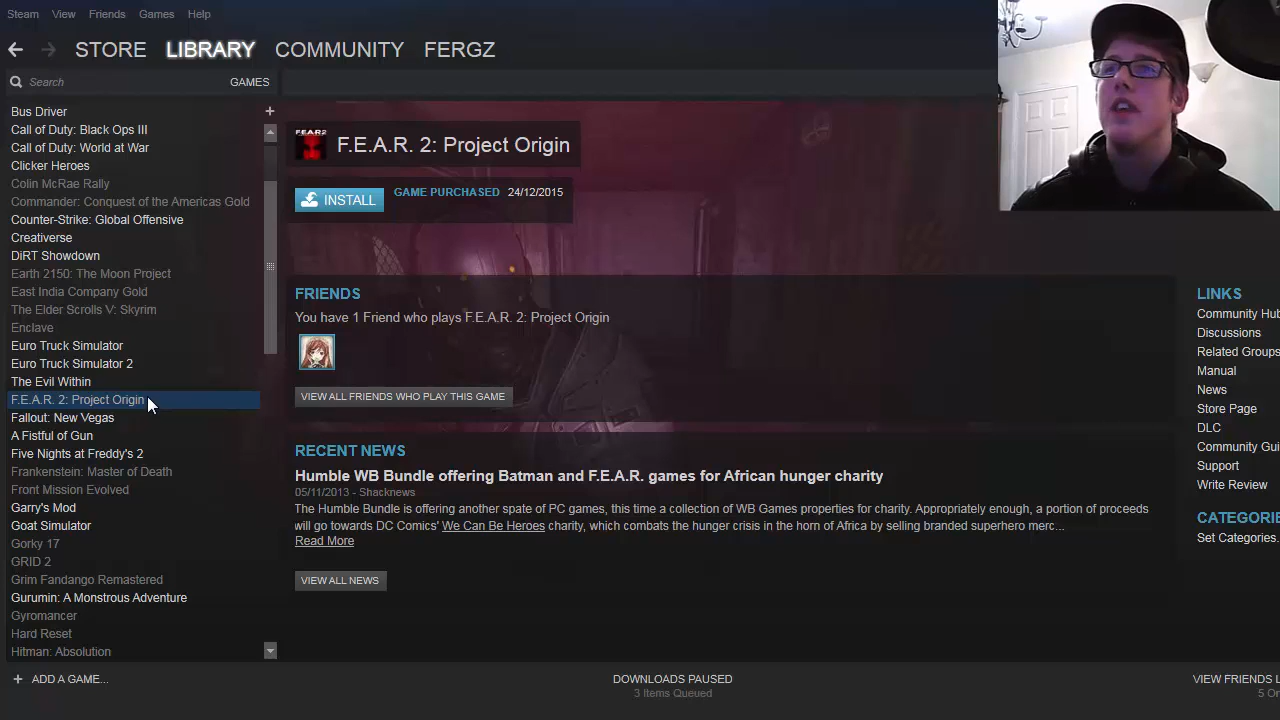 Steam View Friends Games Help
STORE LIBRARY COMMUNITY FERGZ
Search GAMES
Bus Driver
Call of Duty: Black Ops III
Call of Duty: World at War
Clicker Heroes
Colin McRae Rally
Commander: Conquest of the Americas Gold
Counter-Strike: Global Offensive
Creativerse
DiRT Showdown
Earth 2150: The Moon Project
East India Company Gold
The Elder Scrolls V: Skyrim
Enclave
Euro Truck Simulator
Euro Truck Simulator 2
The Evil Within
F.E.A.R. 2: Project Origin
Fallout: New Vegas
A Fistful of Gun
Five Nights at Freddy's 2
Frankenstein: Master of Death
Front Mission Evolved
Garry's Mod
Goat Simulator
Gorky 17
GRID 2
Grim Fandango Remastered
Gurumin: A Monstrous Adventure
Gyromancer
Hard Reset
Hitman: Absolution
+ ADD A GAME...
FEAR2
F.E.A.R. 2: Project Origin
INSTALL
GAME PURCHASED 24/12/2015
FRIENDS
You have 1 Friend who plays F.E.A.R. 2: Project Origin
VIEW ALL FRIENDS WHO PLAY THIS GAME
RECENT NEWS
Humble WB Bundle offering Batman and F.E.A.R. games for African hunger charity
05/11/2013 - Shacknews
The Humble Bundle is offering another spate of PC games, this time a collection of WB Games properties for charity. Appropriately enough, a portion of proceeds
will go towards DC Comics' We Can Be Heroes charity, which combats the hunger crisis in the horn of Africa by selling branded superhero merc...
Read More
VIEW ALL NEWS
LINKS
Community Hub
Discussions
Related Groups
Manual
News
Store Page
DLC
Community Gui
Support
Write Review
CATEGORIE
Set Categories.
DOWNLOADS PAUSED
3 Items Queued
VIEW FRIENDS L
5 On